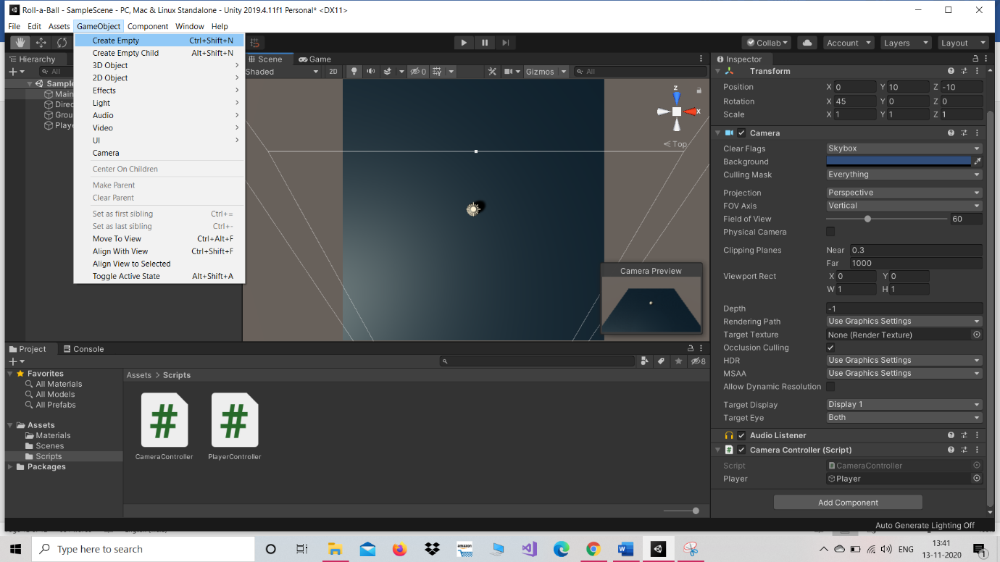 Roll-a-Ball - SampleScene - PC, Mac & Linux Standalone - Unity 2019.4.11f1 Personal* <DX11>
File Edit Assets GameObject Component Window Help
Create Empty Ctrl+Shift+N
Create Empty Child Alt+Shift+N
3D Object
2D Object
Effects
Light
Audio
Video
UI
Camera
Center On Children
Make Parent
Clear Parent
Set as first sibling Ctrl+=
Set as last sibling Ctrl+-
Move To View Ctrl+Alt+F
Align With View Ctrl+Shift+F
Align View to Selected
Toggle Active State Alt+Shift+A
Collab Account Layers Layout
Hierarchy
All
Sample
Main
Direc
Grou
Playe
Scene Game
Shaded 2D 0 Gizmos All
z
x
Top
Camera Preview
Inspector
Transform
Position X 0 Y 10 Z -10
Rotation X 45 Y 0 Z 0
Scale X 1 Y 1 Z 1
Camera
Clear Flags Skybox
Background
Culling Mask Everything
Projection Perspective
FOV Axis Vertical
Field of View 60
Physical Camera
Clipping Planes Near 0.3
Far 1000
Viewport Rect X 0 Y 0
W 1 H 1
Depth -1
Rendering Path Use Graphics Settings
Target Texture None (Render Texture)
Occlusion Culling
HDR Use Graphics Settings
MSAA Use Graphics Settings
Allow Dynamic Resolution
Target Display Display 1
Target Eye Both
Audio Listener
Camera Controller (Script)
Script CameraController
Player Player
Add Component
Project Console
8
Favorites
All Materials
All Models
All Prefabs
Assets
Materials
Scenes
Scripts
Packages
Assets > Scripts
CameraController PlayerController
Auto Generate Lighting Off
Type here to search
amazon
ENG
13:41
13-11-2020
1